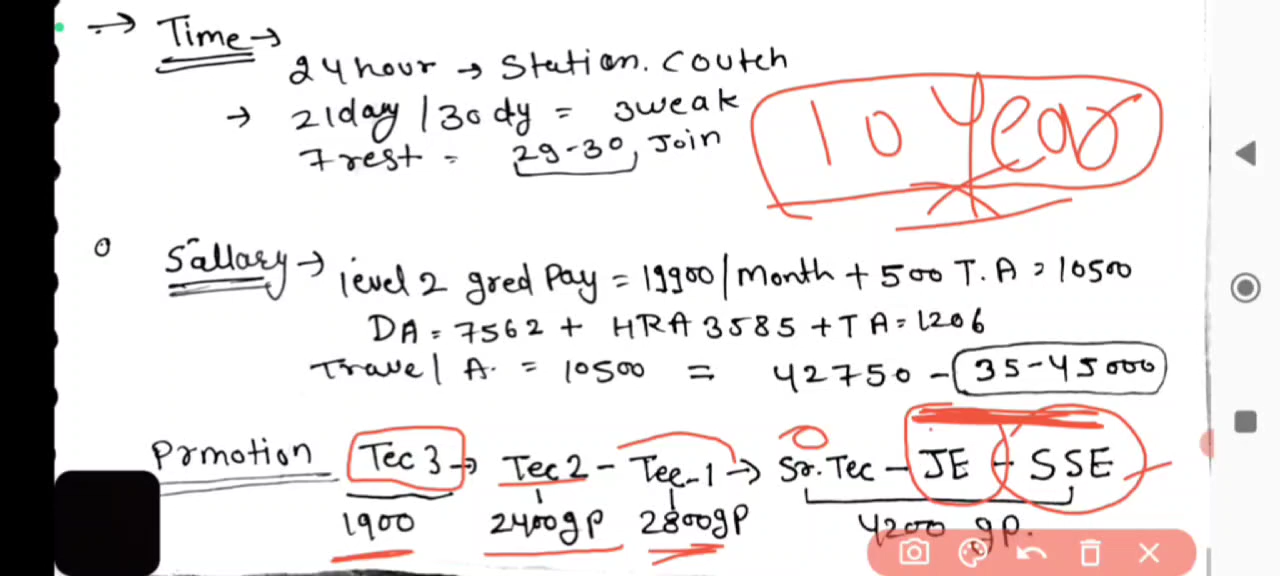 Time →
24 hour → Station. Coutch
→ 21day / 30 dy = 3weak
7rest = 29-30, Join
10 Year
Sallary → level 2 gred Pay = 19900/Month + 500 T.A = 10500
DA = 7562 + HRA 3585 + TA = 1206
Travel A. = 10500 = 42750 - 35-45000
Prmotion Tec 3 → Tec2 - Tec-1 → Sr. Tec - JE - SSE
1900 2400gp 2800gp 4200 gp.